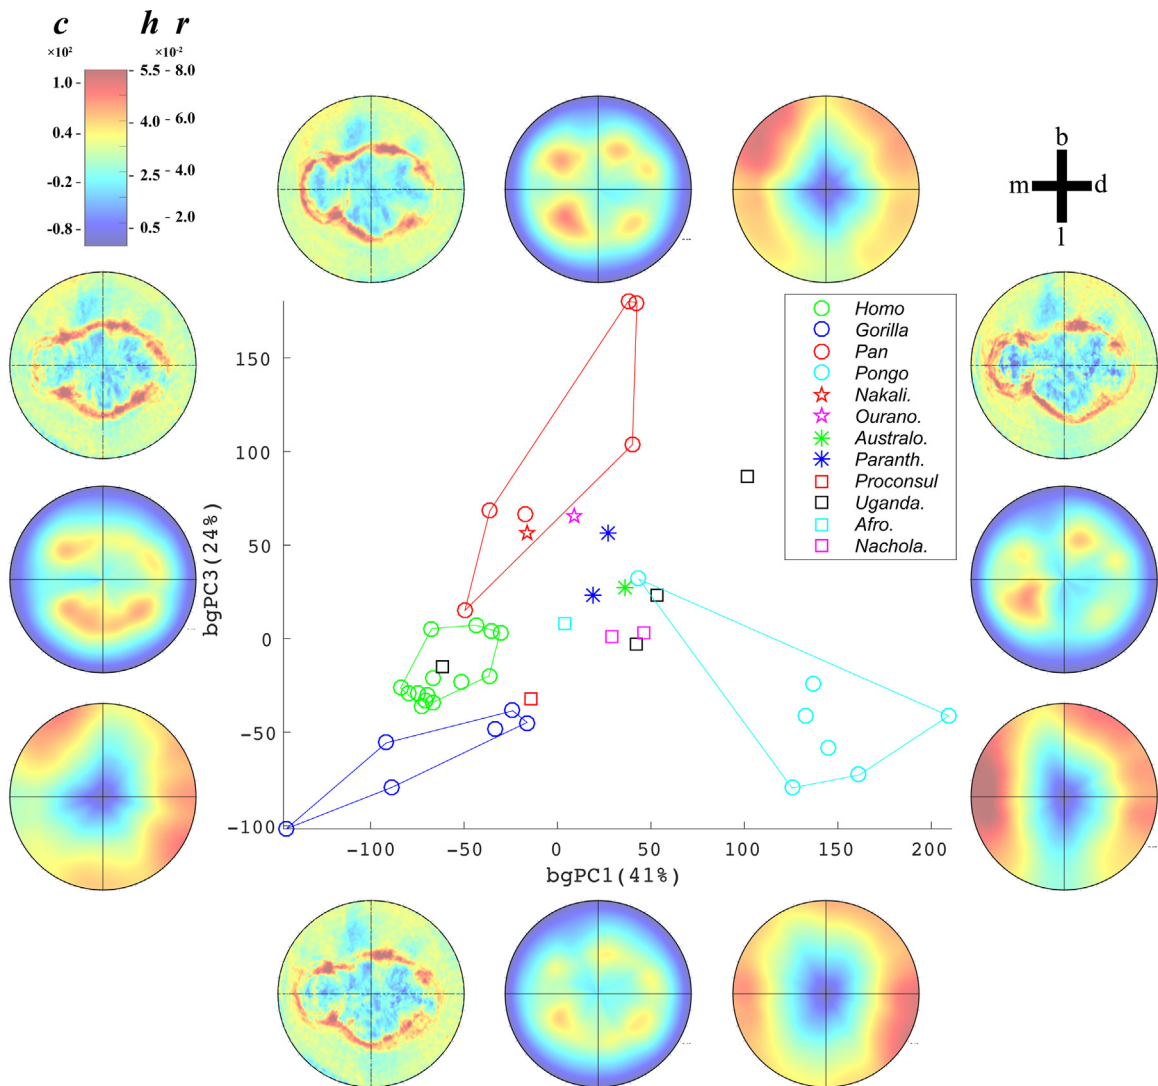 c h r
×10² ×10⁻²
1.0 - - 5.5 - 8.0
0.4 - - 4.0 - 6.0
-0.2 - - 2.5 - 4.0
-0.8 - - 0.5 - 2.0
b
m d
l
Homo
Gorilla
Pan
Pongo
Nakali.
Ourano.
Australo.
Paranth.
Proconsul
Uganda.
Afro.
Nachola.
bgPC3(24%)
150
100
50
0
-50
-100
-100 -50 0 50 100 150 200
bgPC1(41%)